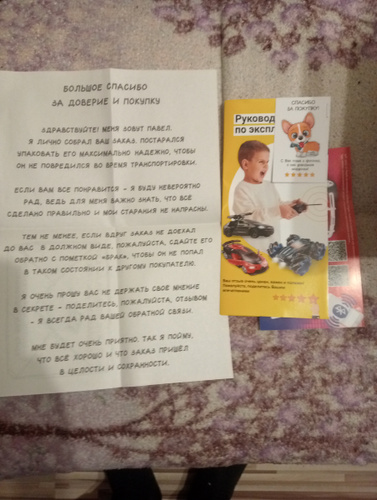 БОЛЬШОЕ СПАСИБО
ЗА ДОВЕРИЕ И ПОКУПКУ
ЗДРАВСТВУЙТЕ! МЕНЯ ЗОВУТ ПАВЕЛ.
Я ЛИЧНО СОБРАЛ ВАШ ЗАКАЗ. ПОСТАРАЛСЯ
УПАКОВАТЬ ЕГО МАКСИМАЛЬНО НАДЕЖНО, ЧТОБЫ
ОН НЕ ПОВРЕДИЛСЯ ВО ВРЕМЯ ТРАНСПОРТИРОВКИ.
ЕСЛИ ВАМ ВСЕ ПОНРАВИТСЯ - Я БУДУ НЕВЕРОЯТНО
РАД, ВЕДЬ ДЛЯ МЕНЯ ВАЖНО ЗНАТЬ, ЧТО ВСЕ
СДЕЛАНО ПРАВИЛЬНО И МОИ СТАРАНИЯ НЕ НАПРАСНЫ.
ТЕМ НЕ МЕНЕЕ, ЕСЛИ ВДРУГ ЗАКАЗ НЕ ДОЕХАЛ
ДО ВАС В ДОЛЖНОМ ВИДЕ, ПОЖАЛУЙСТА, СДАЙТЕ ЕГО
ОБРАТНО С ПОМЕТКОЙ «БРАК», ЧТОБЫ ОН НЕ ПОПАЛ
В ТАКОМ СОСТОЯНИИ К ДРУГОМУ ПОКУПАТЕЛЮ.
Я ОЧЕНЬ ПРОШУ ВАС НЕ ДЕРЖАТЬ СВОЕ МНЕНИЕ
В СЕКРЕТЕ - ПОДЕЛИТЕСЬ, ПОЖАЛУЙСТА, ОТЗЫВОМ
- Я ВСЕГДА РАД ВАШЕЙ ОБРАТНОЙ СВЯЗИ.
МНЕ БУДЕТ ОЧЕНЬ ПРИЯТНО. ТАК Я ПОЙМУ,
ЧТО ВСЁ ХОРОШО И ЧТО ЗАКАЗ ПРИШЕЛ
В ЦЕЛОСТИ И СОХРАННОСТИ.
Руковод
по экспл
СПАСИБО
ЗА ПОКУПКУ!